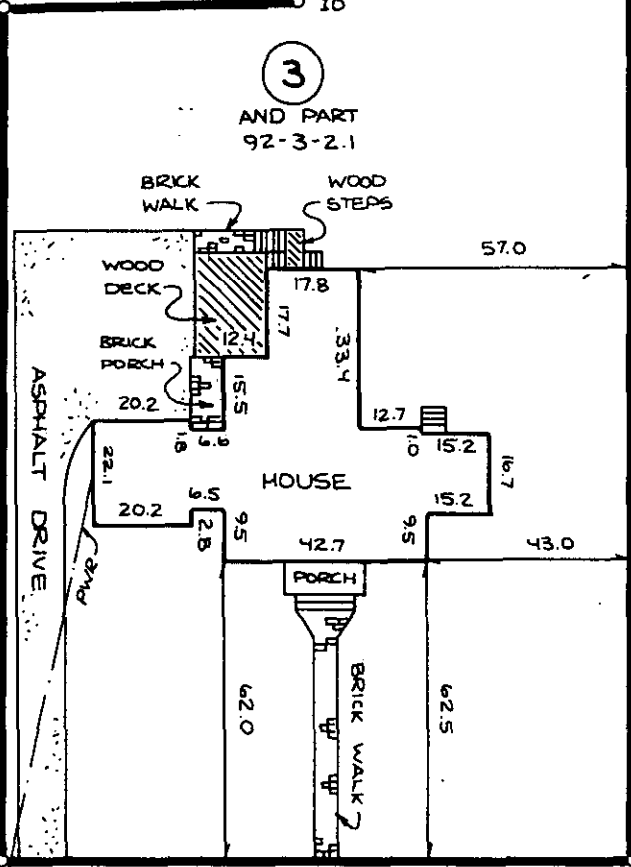 10
3
AND PART
92-3-2.1
BRICK
WALK
WOOD
STEPS
57.0
WOOD
DECK
17.8
17.7
12.4
33.4
BRICK
PORCH
15.5
20.2
12.7
1.8
6.6
1.0
15.2
22.1
16.7
HOUSE
ASPHALT DRIVE
20.2
6.5
15.2
2.8
9.5
42.7
9.5
43.0
PWR
PORCH
62.0
BRICK WALK
62.5